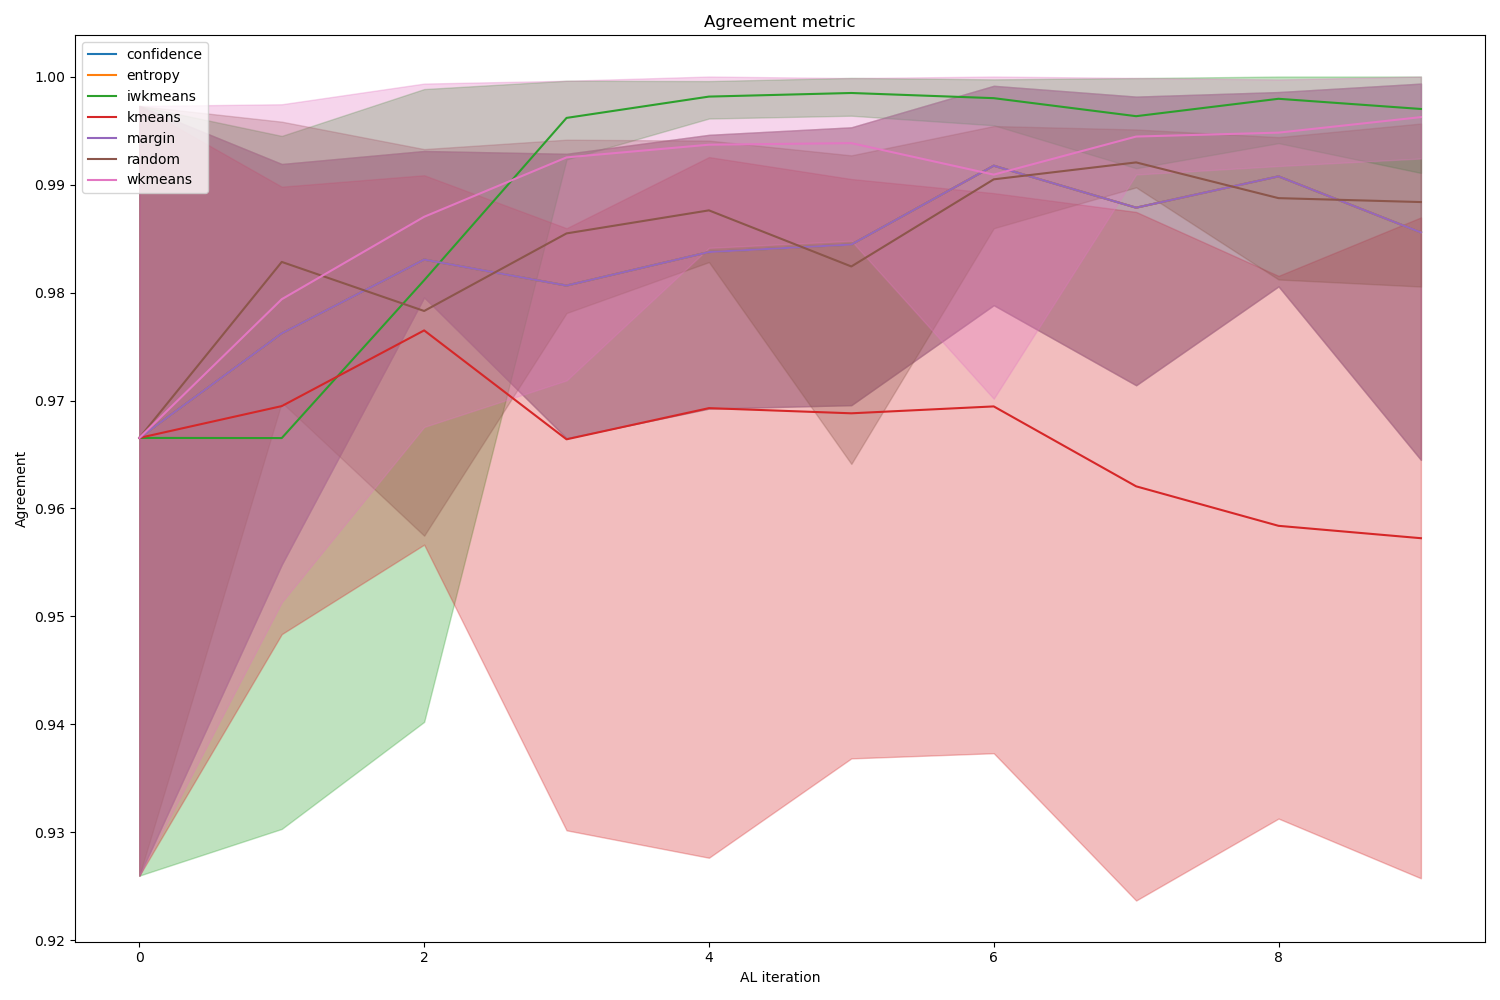 Agreement metric
confidence
entropy
iwkmeans
kmeans
margin
random
wkmeans
1.00
0.99
0.98
0.97
0.96
0.95
0.94
0.93
0.92
Agreement
0 2 4 6 8
AL iteration